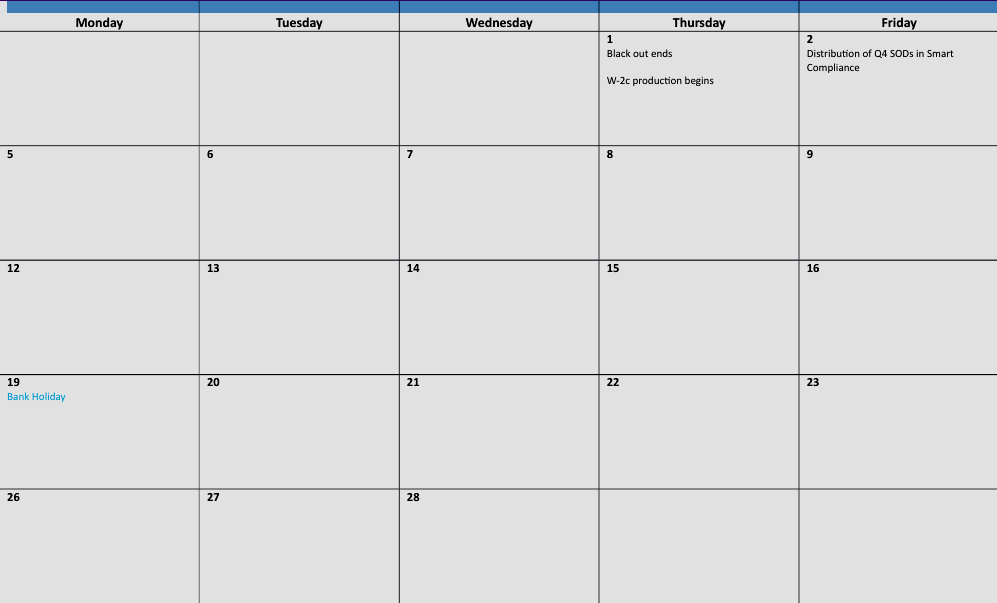 Monday Tuesday Wednesday Thursday Friday
1 2
Black out ends Distribution of Q4 SODs in Smart
Compliance
W-2c production begins
5 6 7 8 9
12 13 14 15 16
19 20 21 22 23
Bank Holiday
26 27 28